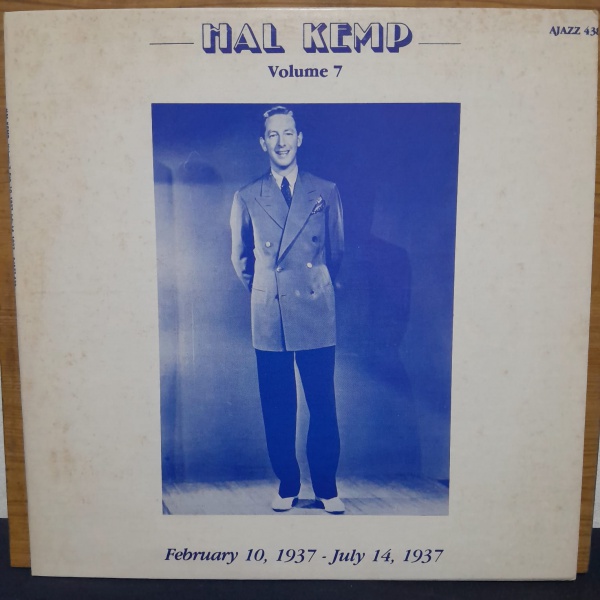 HAL KEMP
AJAZZ 43
Volume 7
February 10, 1937 - July 14, 1937